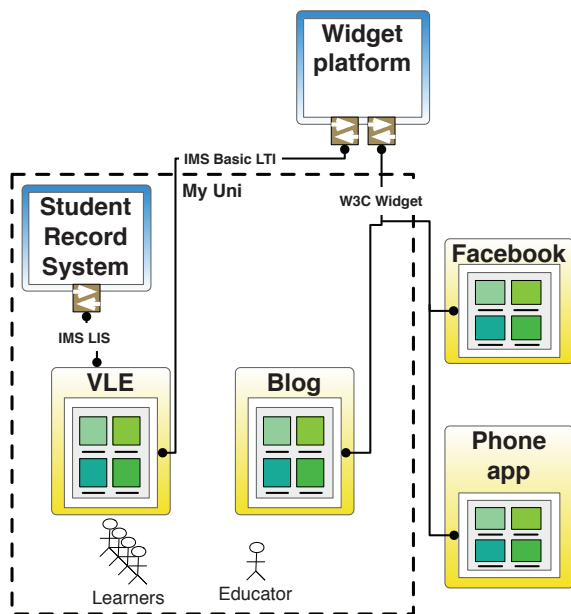 Widget
platform
IMS Basic LTI
My Uni
W3C Widget
Student
Record
System
Facebook
IMS LIS
VLE
Blog
Phone
app
Learners
Educator